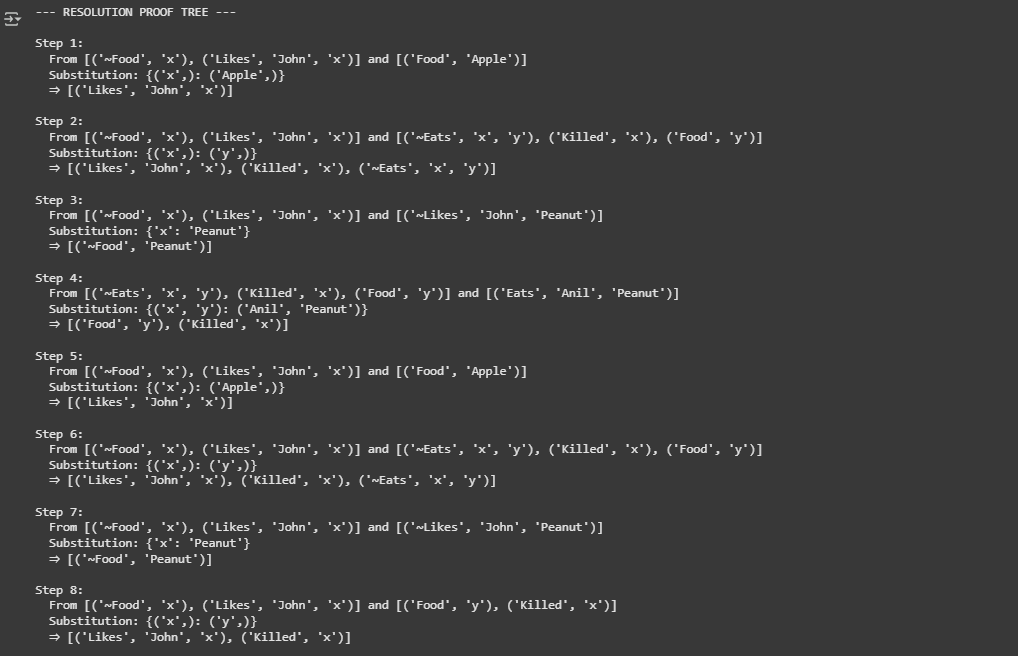 --- RESOLUTION PROOF TREE ---
Step 1:
From [('~Food', 'x'), ('Likes', 'John', 'x')] and [('Food', 'Apple')]
Substitution: {('x',): ('Apple',)}
⇒ [('Likes', 'John', 'x')]
Step 2:
From [('~Food', 'x'), ('Likes', 'John', 'x')] and [('~Eats', 'x', 'y'), ('Killed', 'x'), ('Food', 'y')]
Substitution: {('x',): ('y',)}
⇒ [('Likes', 'John', 'x'), ('Killed', 'x'), ('~Eats', 'x', 'y')]
Step 3:
From [('~Food', 'x'), ('Likes', 'John', 'x')] and [('~Likes', 'John', 'Peanut')]
Substitution: {'x': 'Peanut'}
⇒ [('~Food', 'Peanut')]
Step 4:
From [('~Eats', 'x', 'y'), ('Killed', 'x'), ('Food', 'y')] and [('Eats', 'Anil', 'Peanut')]
Substitution: {('x', 'y'): ('Anil', 'Peanut')}
⇒ [('Food', 'y'), ('Killed', 'x')]
Step 5:
From [('~Food', 'x'), ('Likes', 'John', 'x')] and [('Food', 'Apple')]
Substitution: {('x',): ('Apple',)}
⇒ [('Likes', 'John', 'x')]
Step 6:
From [('~Food', 'x'), ('Likes', 'John', 'x')] and [('~Eats', 'x', 'y'), ('Killed', 'x'), ('Food', 'y')]
Substitution: {('x',): ('y',)}
⇒ [('Likes', 'John', 'x'), ('Killed', 'x'), ('~Eats', 'x', 'y')]
Step 7:
From [('~Food', 'x'), ('Likes', 'John', 'x')] and [('~Likes', 'John', 'Peanut')]
Substitution: {'x': 'Peanut'}
⇒ [('~Food', 'Peanut')]
Step 8:
From [('~Food', 'x'), ('Likes', 'John', 'x')] and [('Food', 'y'), ('Killed', 'x')]
Substitution: {('x',): ('y',)}
⇒ [('Likes', 'John', 'x'), ('Killed', 'x')]